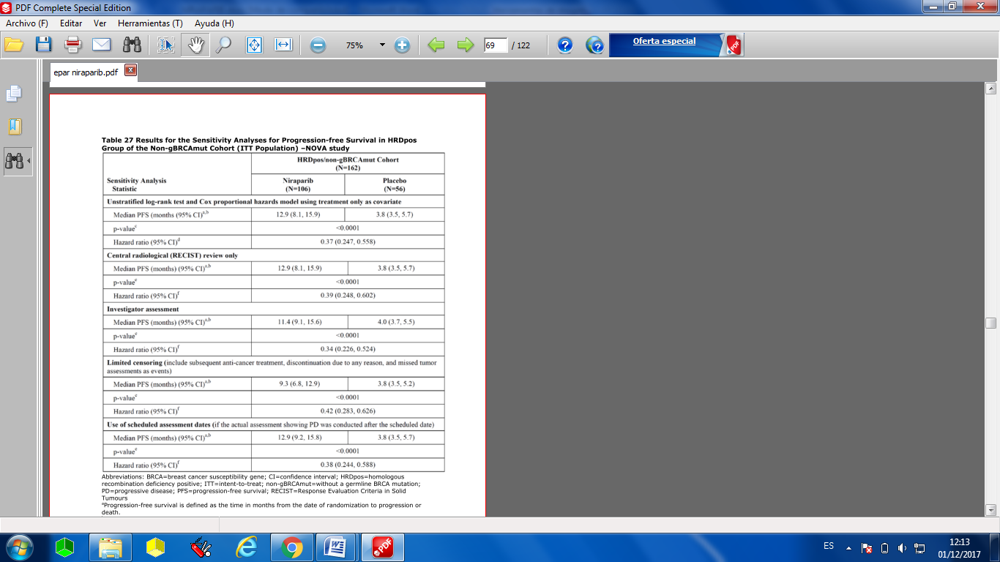 PDF Complete Special Edition
Archivo (F) Editar Ver Herramientas (T) Ayuda (H)
75% 69 / 122 Oferta especial PDF
epar niraparib.pdf
Table 27 Results for the Sensitivity Analyses for Progression-free Survival in HRDpos
Group of the Non-gBRCAmut Cohort (ITT Population) –NOVA study
HRDpos/non-gBRCAmut Cohort
(N=162)
Sensitivity Analysis Niraparib Placebo
Statistic (N=106) (N=56)
Unstratified log-rank test and Cox proportional hazards model using treatment only as covariate
Median PFS (months (95% CI)a,b 12.9 (8.1, 15.9) 3.8 (3.5, 5.7)
p-valuec <0.0001
Hazard ratio (95% CI)d 0.37 (0.247, 0.558)
Central radiological (RECIST) review only
Median PFS (months) (95% CI)a,b 12.9 (8.1, 15.9) 3.8 (3.5, 5.7)
p-valuee <0.0001
Hazard ratio (95% CI)f 0.39 (0.248, 0.602)
Investigator assessment
Median PFS (months) (95% CI)a,b 11.4 (9.1, 15.6) 4.0 (3.7, 5.5)
p-valuee <0.0001
Hazard ratio (95% CI)f 0.34 (0.226, 0.524)
Limited censoring (include subsequent anti-cancer treatment, discontinuation due to any reason, and missed tumor
assessments as events)
Median PFS (months) (95% CI)a,b 9.3 (6.8, 12.9) 3.8 (3.5, 5.2)
p-valuee <0.0001
Hazard ratio (95% CI)f 0.42 (0.283, 0.626)
Use of scheduled assessment dates (if the actual assessment showing PD was conducted after the scheduled date)
Median PFS (months) (95% CI)a,b 12.9 (9.2, 15.8) 3.8 (3.5, 5.7)
p-valuee <0.0001
Hazard ratio (95% CI)f 0.38 (0.244, 0.588)
Abbreviations: BRCA=breast cancer susceptibility gene; CI=confidence interval; HRDpos=homologous
recombination deficiency positive; ITT=intent-to-treat; non-gBRCAmut=without a germline BRCA mutation;
PD=progressive disease; PFS=progression-free survival; RECIST=Response Evaluation Criteria in Solid
Tumours
aProgression-free survival is defined as the time in months from the date of randomization to progression or
death.
ES 12:13
01/12/2017